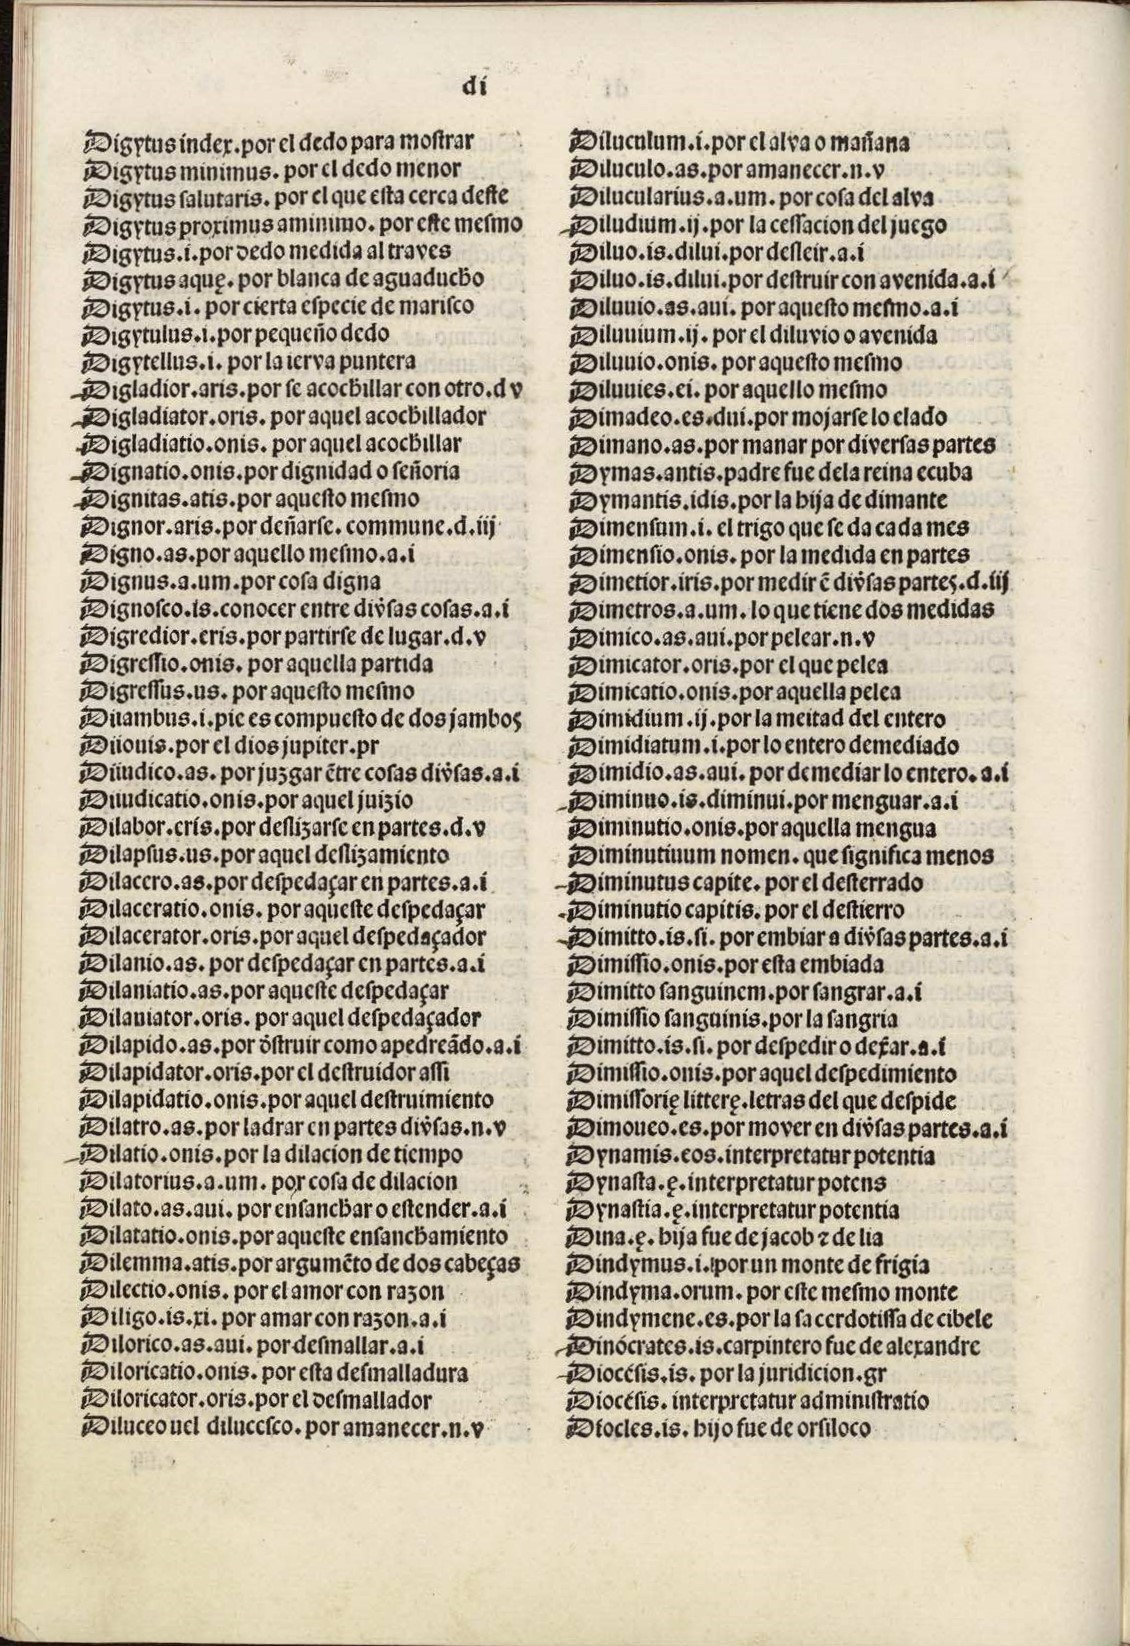 di
Digytus index.por el dedo para mostrar
Digytus minimus. por el dedo menor
Digytus salutaris. por el que esta cerca deste
Digytus proximus a minimo. por este mesmo
Digytus.i.por dedo medida al traves
Digytus aquę. por blanca de aguaducho
Digytus.i. por cierta especie de marisco
Digytulus.i.por pequeño dedo
Digytellus.i. por la ierva puntera
Digladior.aris.por se acochillar con otro.d v
Digladiator.oris. por aquel acochillador
Digladiatio.onis. por aquel acochillar
Dignatio.onis.por dignidad o señoria
Dignitas.atis.por aquesto mesmo
Dignor.aris.por deñarse. commune.d.iij
Digno.as.por aquello mesmo.a.i
Dignus.a.um.por cosa digna
Dignosco.is.conocer entre diṽsas cosas.a.i
Digredior.eris.por partirse de lugar.d.v
Digressio.onis. por aquella partida
Digressus.us. por aquesto mesmo
Diiambus.i.pie es compuesto de dos jambos
Diiouis.por el dios jupiter.pr
Diiudico.as. por juzgar ẽtre cosas diṽsas.a.i
Diiudicatio.onis.por aquel juizio
Dilabor.eris.por deslizarse en partes.d.v
Dilapsus.us.por aquel deslizamiento
Dilacero.as.por despedaçar en partes.a.i
Dilaceratio.onis. por aqueste despedaçar
Dilacerator.oris.por aquel despedaçador
Dilanio.as. por despedaçar en partes.a.i
Dilaniatio.as.por aqueste despedaçar
Dilaniator.oris. por aquel despedaçador
Dilapido.as.por d̃struir como apedreãdo.a.i
Dilapidator.oris.por el destruidor assi
Dilapidatio.onis.por aquel destruimiento
Dilatro.as.por ladrar en partes diṽsas.n.v
Dilatio.onis.por la dilacion de tiempo
Dilatorius.a.um. por cosa de dilacion
Dilato.as.aui. por ensanchar o estender.a.i
Dilatatio.onis.por aqueste ensanchamiento
Dilemma.atis.por argumẽto de dos cabeças
Dilectio.onis. por el amor con razon
Diligo.is.xi. por amar con razon.a.i
Dilorico.as.aui. por desmallar.a.i
Diloricatio.onis. por esta desmalladura
Diloricator.oris.por el desmallador
Diluceo uel dilucesco. por amanecer.n.v
Diluculum.i.por el alva o mañana
Diluculo.as.por amanecer.n.v
Dilucularius.a.um. por cosa del alva
Diludium.ij.por la cessacion del juego
Diluo.is.dilui.por desleir.a.i
Diluo.is.dilui.por destruir con avenida.a.i
Diluuio.as.aui. por aquesto mesmo.a.i
Diluuium.ij. por el diluvio o avenida
Diluuio.onis. por aquesto mesmo
Diluuies.ei. por aquello mesmo
Dimadeo.es.dui.por mojarse lo elado
Dimano.as.por manar por diversas partes
Dymas.antis.padre fue dela reina ecuba
Dymantis.idis.por la hija de dimante
Dimensum.i. el trigo que se da cada mes
Dimensio.onis. por la medida en partes
Dimetior.iris.por medir ẽ diṽsas partes.d.iij
Dimetros.a.um. lo que tiene dos medidas
Dimico.as.aui.por pelear.n.v
Dimicator.oris.por el que pelea
Dimicatio.onis.por aquella pelea
Dimidium.ij.por la meitad del entero
Dimidiatum.i.por lo entero demediado
Dimidio.as.aui. por demediar lo entero.a.i
Diminuo.is.diminui.por menguar.a.i
Diminutio.onis.por aquella mengua
Diminutiuum nomen. que significa menos
Diminutus capite. por el desterrado
Diminutio capitis. por el destierro
Dimitto.is.si. por embiar a diṽsas partes.a.i
Dimissio.onis.por esta embiada
Dimitto sanguinem.por sangrar.a.i
Dimissio sanguinis.por la sangria
Dimitto.is.si. por despedir o dexar.a.i
Dimissio.onis.por aquel despedimiento
Dimissorię litterę.letras del que despide
Dimoueo.es.por mover en diṽsas partes.a.i
Dynamis.eos.interpretatur potentia
Dynasta.ę.interpretatur potens
Dynastia.ę.interpretatur potentia
Dina.ę. hija fue de jacob ⁊ de lia
Dindymus.i.por un monte de frigia
Dindyma.orum. por este mesmo monte
Dindymene.es.por la sacerdotissa de cibele
Dinócrates.is.carpintero fue de alexandre
Diocésis.is. por la juridicion.gr
Diocésis. interpretatur administratio
Diocles.is. hijo fue de orsiloco